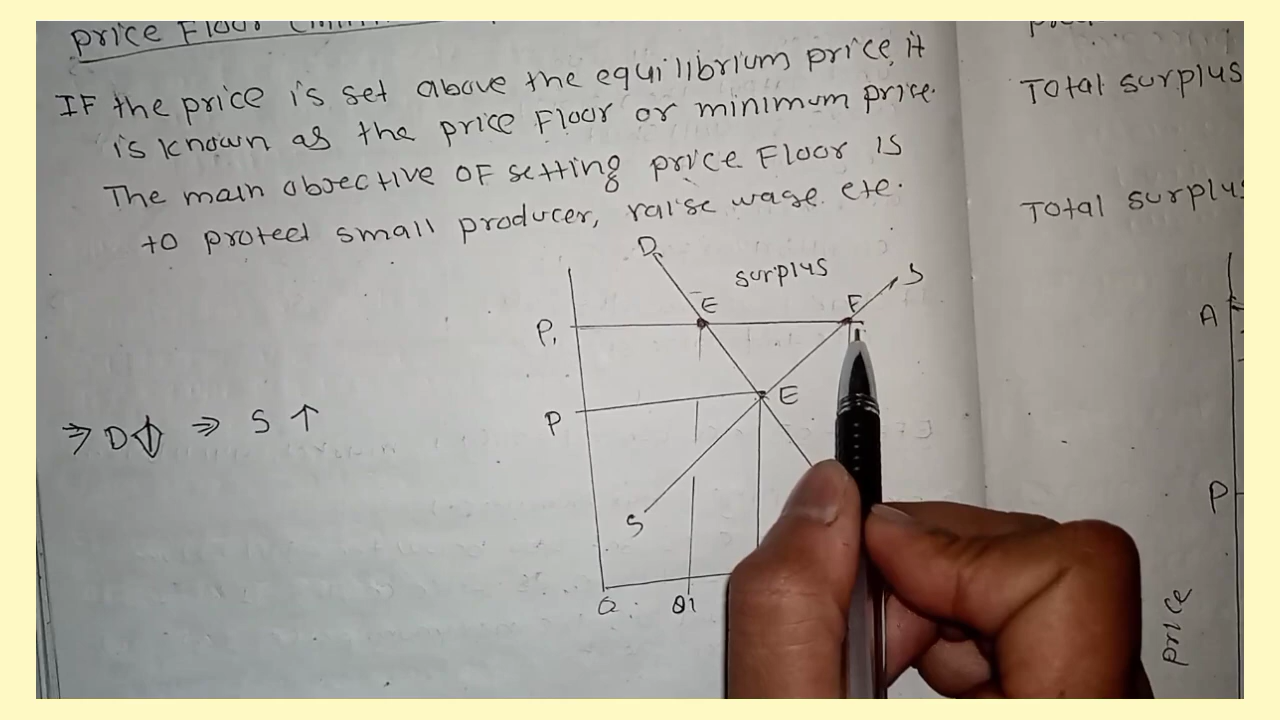 price Floor
IF the price is set above the equilibrium price, it
is known as the price Floor or minimum price.
The main objective OF setting price Floor is
to protect small producer, raise wage etc.
Total surplus
Total surplus
D
surplus
S
E
F
P1
P
E
⇒ D↓ ⇒ S ↑
S
Q1
A
P
price